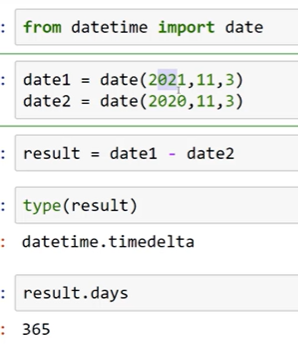 : from datetime import date
: date1 = date(2021,11,3)
date2 = date(2020,11,3)
: result = date1 - date2
: type(result)
: datetime.timedelta
: result.days
: 365